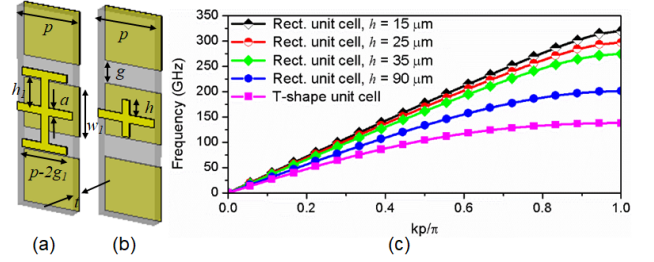 p
g
h₁
a
w₁
p-2g₁
t
(a)
p
h
(b)
Frequency (GHz)
350
300
250
200
150
100
50
0
Rect. unit cell, h = 15 μm
Rect. unit cell, h = 25 μm
Rect. unit cell, h = 35 μm
Rect. unit cell, h = 90 μm
T-shape unit cell
0.0 0.2 0.4 0.6 0.8 1.0
kp/π
(c)